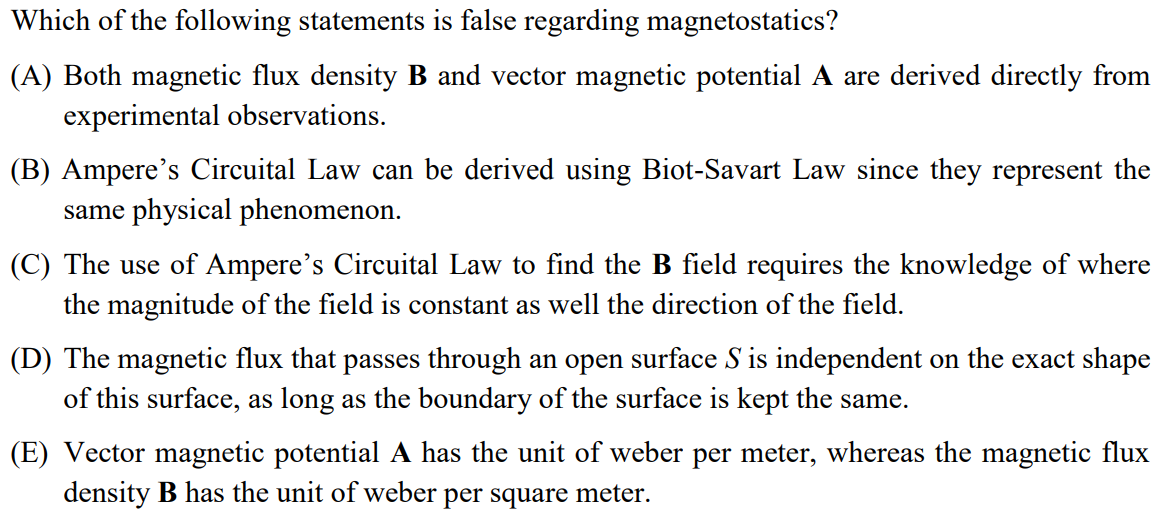 Which of the following statements is false regarding magnetostatics?
(A) Both magnetic flux density B and vector magnetic potential A are derived directly from
experimental observations.
(B) Ampere’s Circuital Law can be derived using Biot-Savart Law since they represent the
same physical phenomenon.
(C) The use of Ampere’s Circuital Law to find the B field requires the knowledge of where
the magnitude of the field is constant as well the direction of the field.
(D) The magnetic flux that passes through an open surface S is independent on the exact shape
of this surface, as long as the boundary of the surface is kept the same.
(E) Vector magnetic potential A has the unit of weber per meter, whereas the magnetic flux
density B has the unit of weber per square meter.